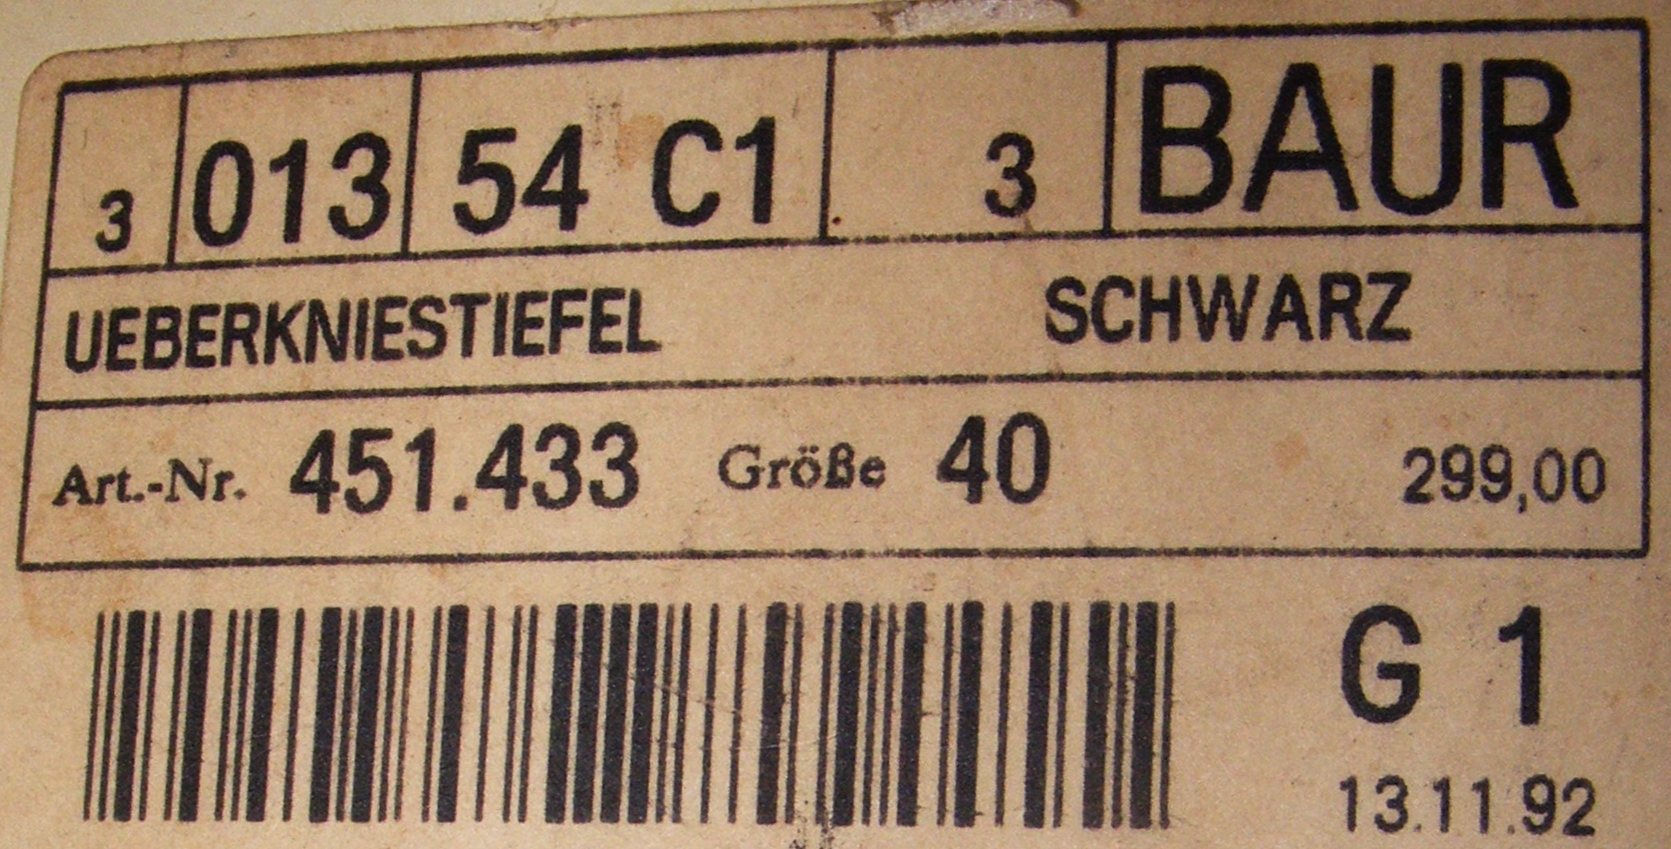 3 013 54 C1 3 BAUR
UEBERKNIESTIEFEL SCHWARZ
Art.-Nr. 451.433 Größe 40 299,00
G 1
13.11.92